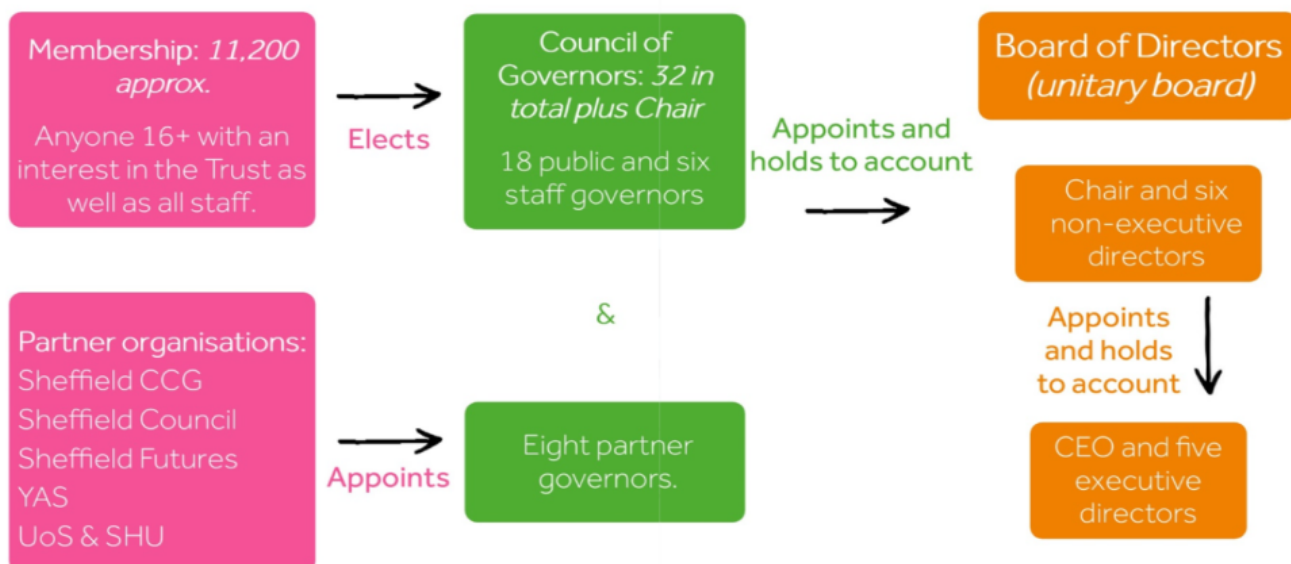 Membership: 11,200
approx.
Anyone 16+ with an
interest in the Trust as
well as all staff.
Elects
Council of
Governors: 32 in
total plus Chair
18 public and six
staff governors
Appoints and
holds to account
Board of Directors
(unitary board)
Chair and six
non-executive
directors
Appoints
and holds
to account
CEO and five
executive
directors
&
Partner organisations:
Sheffield CCG
Sheffield Council
Sheffield Futures
YAS
UoS & SHU
Appoints
Eight partner
governors.